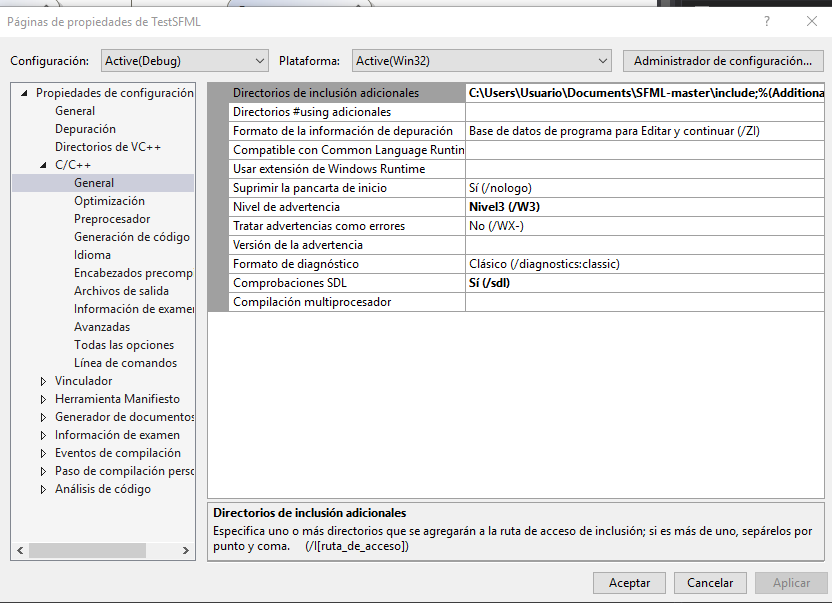 Páginas de propiedades de TestSFML
Configuración: Active(Debug) Plataforma: Active(Win32) Administrador de configuración...
Propiedades de configuración
General
Depuración
Directorios de VC++
C/C++
General
Optimización
Preprocesador
Generación de código
Idioma
Encabezados precomp
Archivos de salida
Información de examen
Avanzadas
Todas las opciones
Línea de comandos
Vinculador
Herramienta Manifiesto
Generador de documentos
Información de examen
Eventos de compilación
Paso de compilación perso
Análisis de código
Directorios de inclusión adicionales C:\Users\Usuario\Documents\SFML-master\include;%(Additiona
Directorios #using adicionales
Formato de la información de depuración Base de datos de programa para Editar y continuar (/ZI)
Compatible con Common Language Runtin
Usar extensión de Windows Runtime
Suprimir la pancarta de inicio Sí (/nologo)
Nivel de advertencia Nivel3 (/W3)
Tratar advertencias como errores No (/WX-)
Versión de la advertencia
Formato de diagnóstico Clásico (/diagnostics:classic)
Comprobaciones SDL Sí (/sdl)
Compilación multiprocesador
Directorios de inclusión adicionales
Especifica uno o más directorios que se agregarán a la ruta de acceso de inclusión; si es más de uno, sepárelos por
punto y coma. (/I[ruta_de_acceso])
Aceptar Cancelar Aplicar